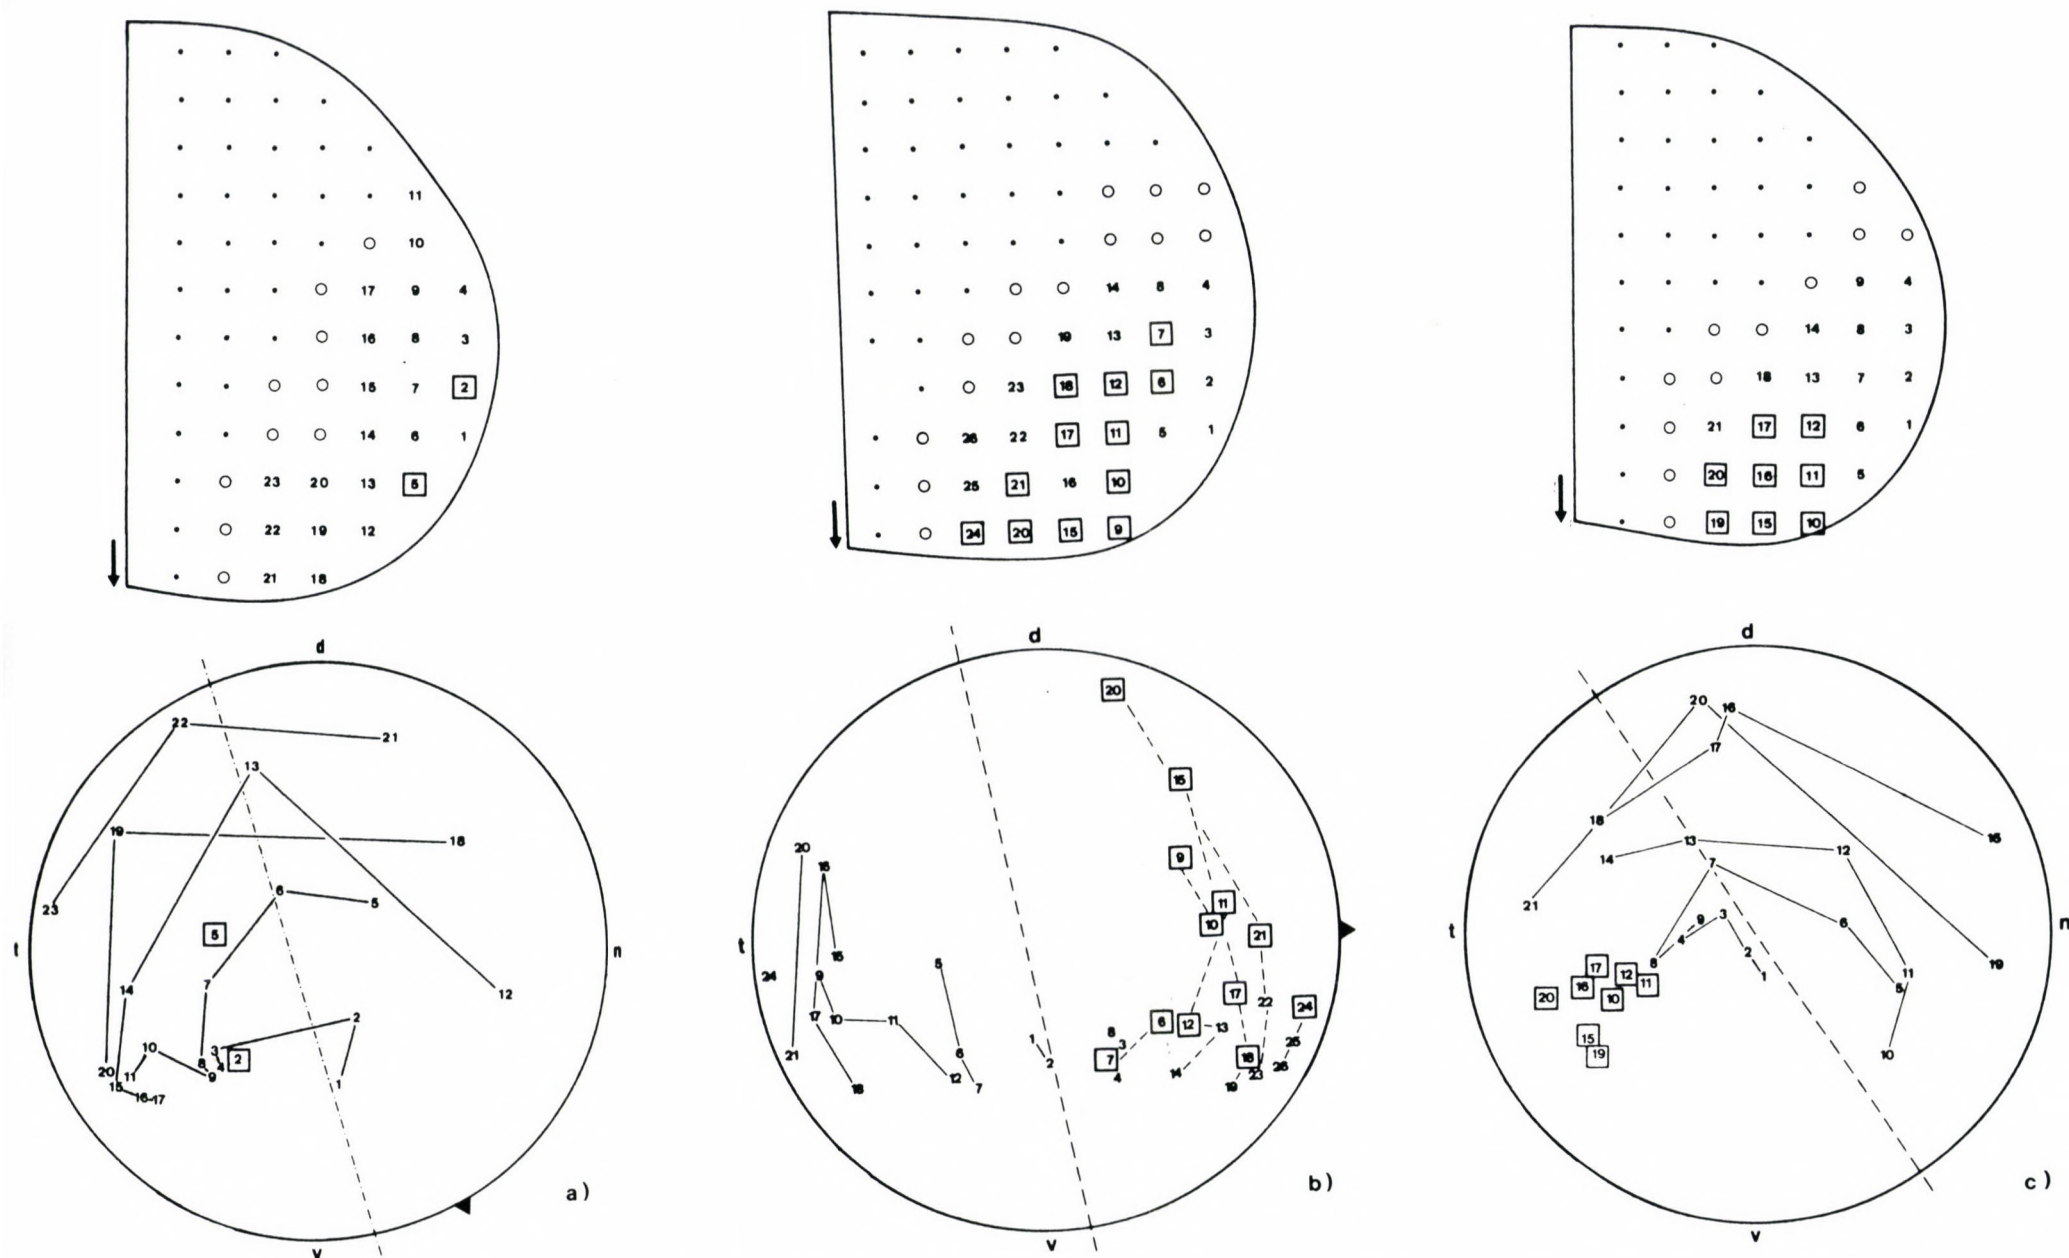 11
10
17 9 4
16 8 3
15 7 2
14 6 1
23 20 13 5
22 19 12
21 18
14 8 4
19 13 7 3
23 18 12 6 2
26 22 17 11 5 1
25 21 16 10
24 20 15 9
9 4
14 8 3
18 13 7 2
21 17 12 6 1
20 16 11 5
19 15 10
d
22 21
13
19 18
6 5
23
5
t n
7
14 12
2
10 3 2
8 4
20 11 9 1
15 16 17
a)
v
d
20
15
20 9
16
11
10 21
t
15 5
9 24
17 22 24
17 10 11 6 12 13
1 8 3 25
21 6 2 7 18
12 4 14 23 26
18 7 19
b)
v
d
20 16
17
18 13 15
14 7 12
21 9 3 6
t n
4 2
17 8 19
12 11 1 11
20 16 10 5
15
19 10
c)
v